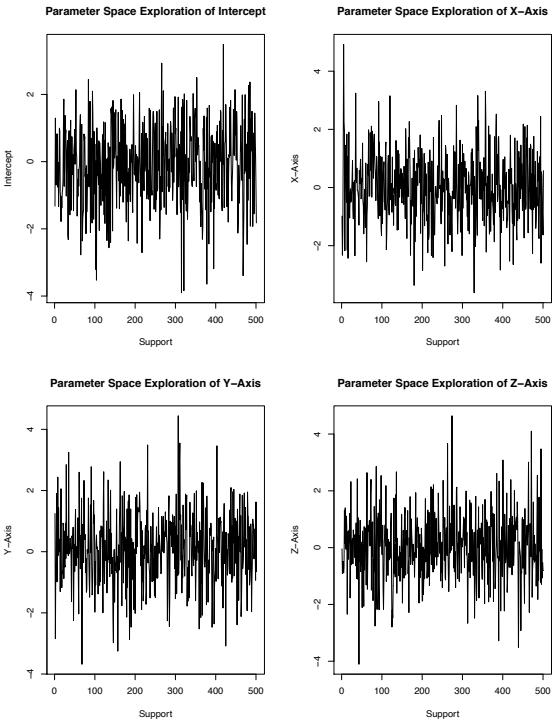 Parameter Space Exploration of Intercept
Intercept
2
0
−2
−4
0 100 200 300 400 500
Support
Parameter Space Exploration of X−Axis
X−Axis
4
2
0
−2
0 100 200 300 400 500
Support
Parameter Space Exploration of Y−Axis
Y−Axis
4
2
0
−2
−4
0 100 200 300 400 500
Support
Parameter Space Exploration of Z−Axis
Z−Axis
4
2
0
−2
−4
0 100 200 300 400 500
Support